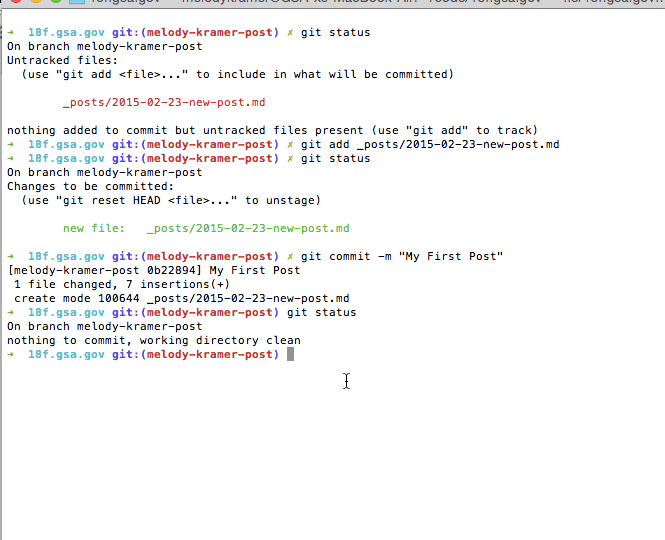 ➜  18f.gsa.gov git:(melody-kramer-post) ✗ git status
On branch melody-kramer-post
Untracked files:
  (use "git add <file>..." to include in what will be committed)
        _posts/2015-02-23-new-post.md
nothing added to commit but untracked files present (use "git add" to track)
➜  18f.gsa.gov git:(melody-kramer-post) ✗ git add _posts/2015-02-23-new-post.md
➜  18f.gsa.gov git:(melody-kramer-post) ✗ git status
On branch melody-kramer-post
Changes to be committed:
  (use "git reset HEAD <file>..." to unstage)
        new file:   _posts/2015-02-23-new-post.md
➜  18f.gsa.gov git:(melody-kramer-post) ✗ git commit -m "My First Post"
[melody-kramer-post 0b22894] My First Post
 1 file changed, 7 insertions(+)
 create mode 100644 _posts/2015-02-23-new-post.md
➜  18f.gsa.gov git:(melody-kramer-post) git status
On branch melody-kramer-post
nothing to commit, working directory clean
➜  18f.gsa.gov git:(melody-kramer-post)